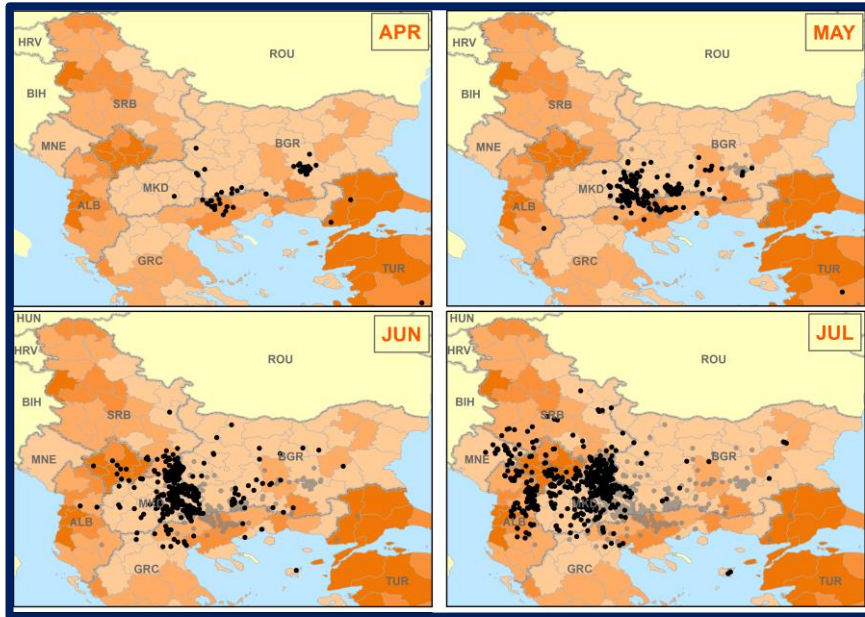 APR
HRV
ROU
BIH
SRB
MNE
BGR
MKD
ALB
GRC
MAY
HRV
ROU
BIH
SRB
MNE
BGR
MKD
ALB
GRC
TUR
JUN
HUN
HRV
ROU
BIH
SRB
MNE
BGR
MKD
ALB
GRC
TUR
JUL
HUN
HRV
ROU
BIH
SRB
MNE
BGR
MKD
ALB
GRC
TUR